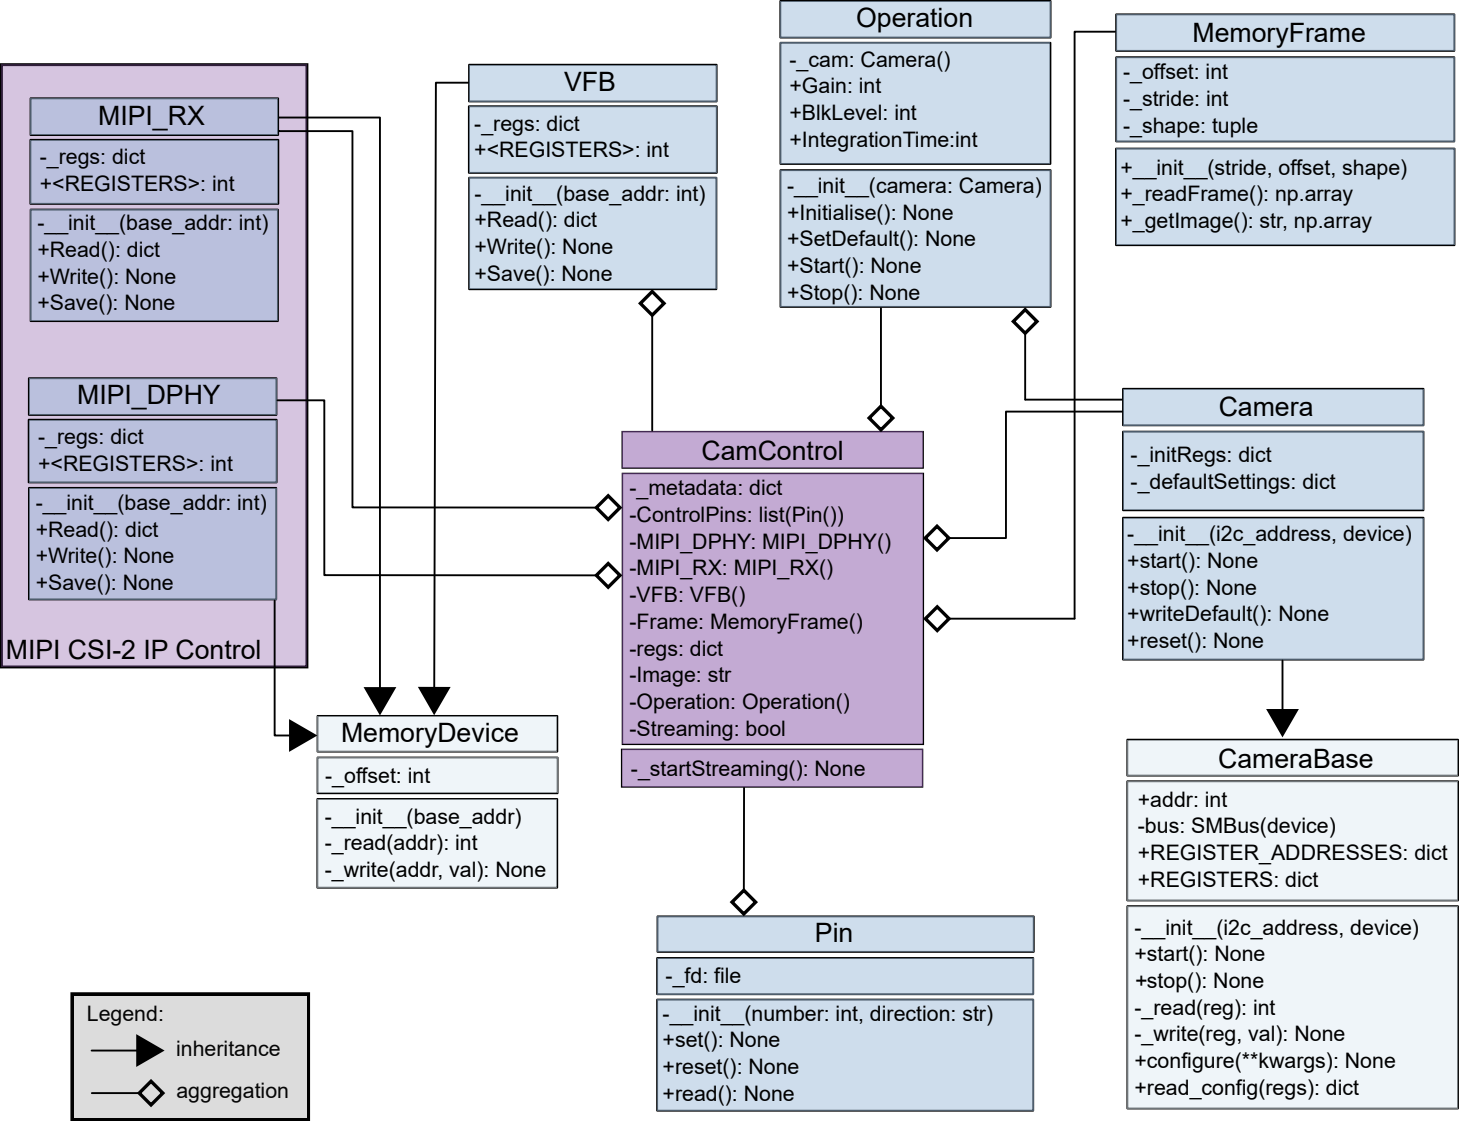 MIPI_RX
-_regs: dict
+<REGISTERS>: int
-__init__(base_addr: int)
+Read(): dict
+Write(): None
+Save(): None
MIPI_DPHY
-_regs: dict
+<REGISTERS>: int
-__init__(base_addr: int)
+Read(): dict
+Write(): None
+Save(): None
MIPI CSI-2 IP Control
VFB
-_regs: dict
+<REGISTERS>: int
-__init__(base_addr: int)
+Read(): dict
+Write(): None
+Save(): None
Operation
-_cam: Camera()
+Gain: int
+BlkLevel: int
+IntegrationTime:int
-__init__(camera: Camera)
+Initialise(): None
+SetDefault(): None
+Start(): None
+Stop(): None
MemoryFrame
-_offset: int
-_stride: int
-_shape: tuple
+__init__(stride, offset, shape)
+_readFrame(): np.array
+_getImage(): str, np.array
CamControl
-_metadata: dict
-ControlPins: list(Pin())
-MIPI_DPHY: MIPI_DPHY()
-MIPI_RX: MIPI_RX()
-VFB: VFB()
-Frame: MemoryFrame()
-regs: dict
-Image: str
-Operation: Operation()
-Streaming: bool
-_startStreaming(): None
Camera
-_initRegs: dict
-_defaultSettings: dict
-__init__(i2c_address, device)
+start(): None
+stop(): None
+writeDefault(): None
+reset(): None
MemoryDevice
-_offset: int
-__init__(base_addr)
-_read(addr): int
-_write(addr, val): None
CameraBase
+addr: int
-bus: SMBus(device)
+REGISTER_ADDRESSES: dict
+REGISTERS: dict
-__init__(i2c_address, device)
+start(): None
+stop(): None
-_read(reg): int
-_write(reg, val): None
+configure(**kwargs): None
+read_config(regs): dict
Pin
-_fd: file
-__init__(number: int, direction: str)
+set(): None
+reset(): None
+read(): None
Legend:
inheritance
aggregation